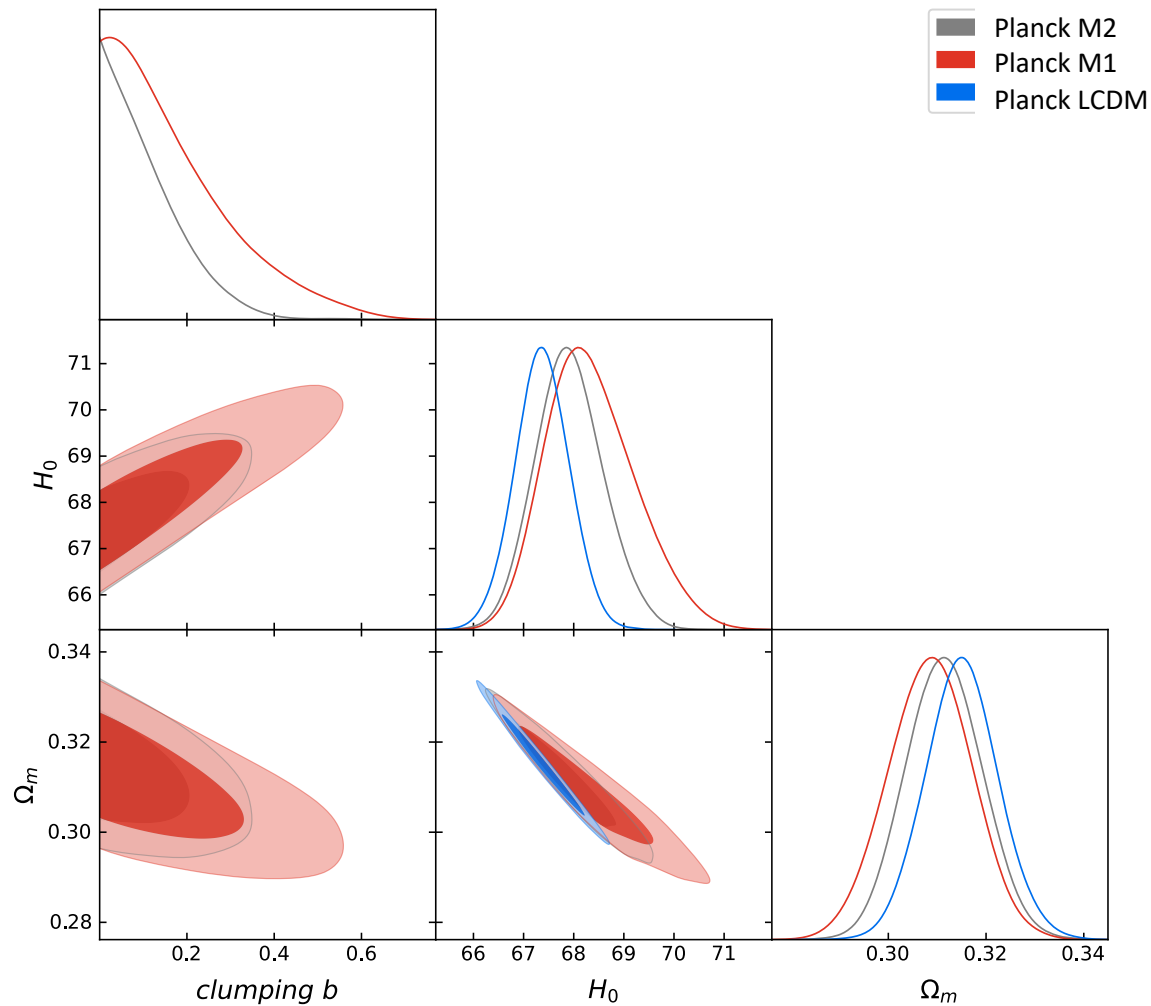 Planck M2
Planck M1
Planck LCDM
71
70
69
68
67
66
H₀
0.34
0.32
0.30
0.28
Ωₘ
0.2 0.4 0.6
66 67 68 69 70 71
0.30 0.32 0.34
clumping b
H₀
Ωₘ